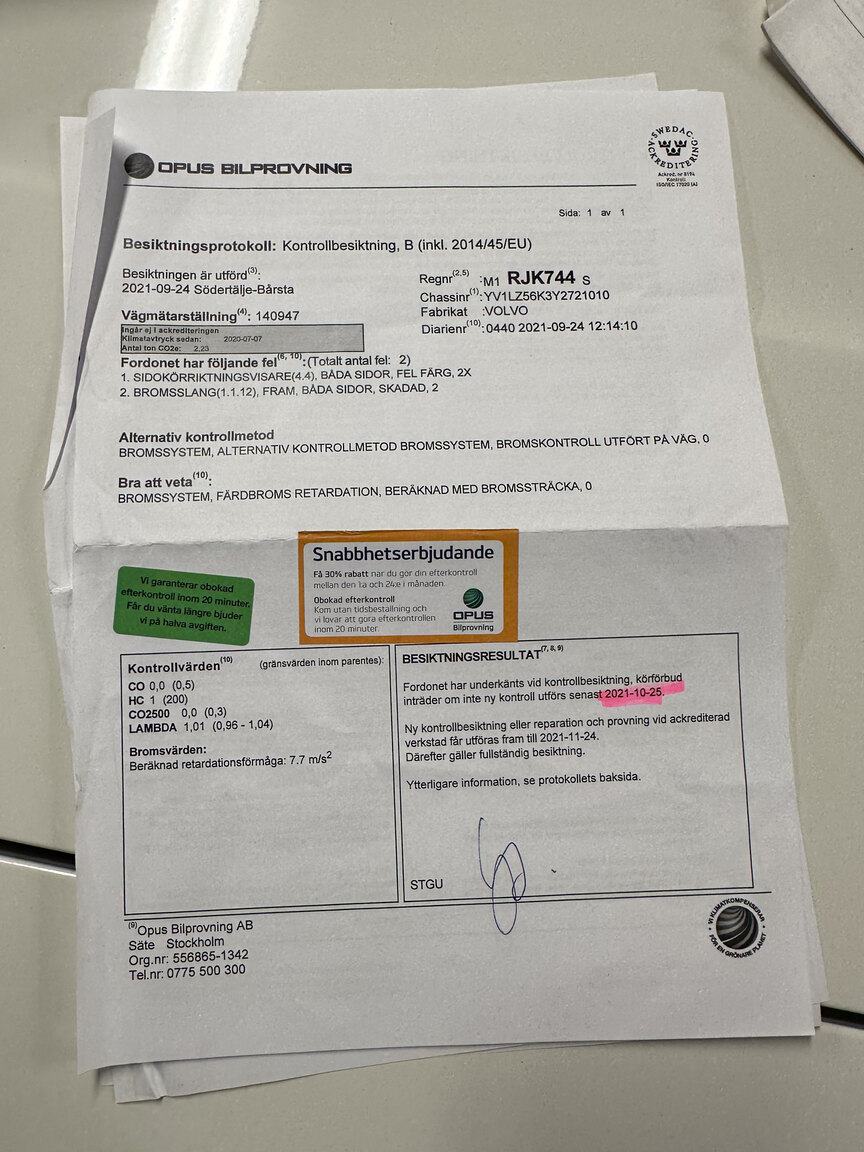 OPUS BILPROVNING
SWEDAC ACKREDITERING
Ackred. nr 8194
Kontroll
ISO/IEC 17020 (A)
Sida: 1 av 1
Besiktningsprotokoll: Kontrollbesiktning, B (inkl. 2014/45/EU)
Besiktningen är utförd(3):
2021-09-24 Södertälje-Bårsta
Regnr(2,5) :M1 RJK744 S
Chassinr(1):YV1LZ56K3Y2721010
Fabrikat :VOLVO
Diarienr(10):0440 2021-09-24 12:14:10
Vägmätarställning(4): 140947
Ingår ej i ackrediteringen
Klimatavtryck sedan: 2020-07-07
Antal ton CO2e: 2,23
Fordonet har följande fel(6, 10):(Totalt antal fel: 2)
1. SIDOKÖRRIKTNINGSVISARE(4.4), BÅDA SIDOR, FEL FÄRG, 2X
2. BROMSSLANG(1.1.12), FRAM, BÅDA SIDOR, SKADAD, 2
Alternativ kontrollmetod
BROMSSYSTEM, ALTERNATIV KONTROLLMETOD BROMSSYSTEM, BROMSKONTROLL UTFÖRT PÅ VÄG, 0
Bra att veta(10):
BROMSSYSTEM, FÄRDBROMS RETARDATION, BERÄKNAD MED BROMSSTRÄCKA, 0
Vi garanterar obokad
efterkontroll inom 20 minuter.
Får du vänta längre bjuder
vi på halva avgiften.
Snabbhetserbjudande
Få 30% rabatt när du gör din efterkontroll
mellan den 1:a och 24:e i månaden.
Obokad efterkontroll
Kom utan tidsbeställning och
vi lovar att göra efterkontrollen
inom 20 minuter.
OPUS
Bilprovning
Kontrollvärden(10) (gränsvärden inom parentes):
CO 0,0 (0,5)
HC 1 (200)
CO2500 0,0 (0,3)
LAMBDA 1,01 (0,96 - 1,04)
Bromsvärden:
Beräknad retardationsförmåga: 7.7 m/s2
BESIKTNINGSRESULTAT(7, 8, 9)
Fordonet har underkänts vid kontrollbesiktning, körförbud
inträder om inte ny kontroll utförs senast 2021-10-25.
Ny kontrollbesiktning eller reparation och provning vid ackrediterad
verkstad får utföras fram till 2021-11-24.
Därefter gäller fullständig besiktning.
Ytterligare information, se protokollets baksida.
STGU
(9)Opus Bilprovning AB
Säte Stockholm
Org.nr: 556865-1342
Tel.nr: 0775 500 300
VI KLIMATKOMPENSERAR
FÖR EN GRÖNARE PLANET